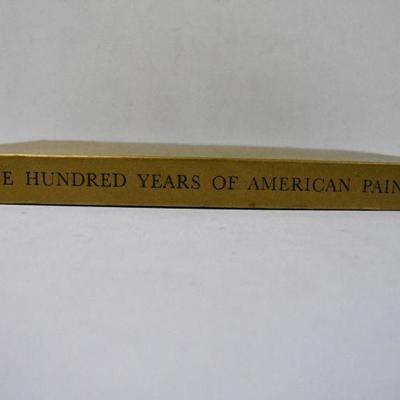 E HUNDRED YEARS OF AMERICAN PAIN